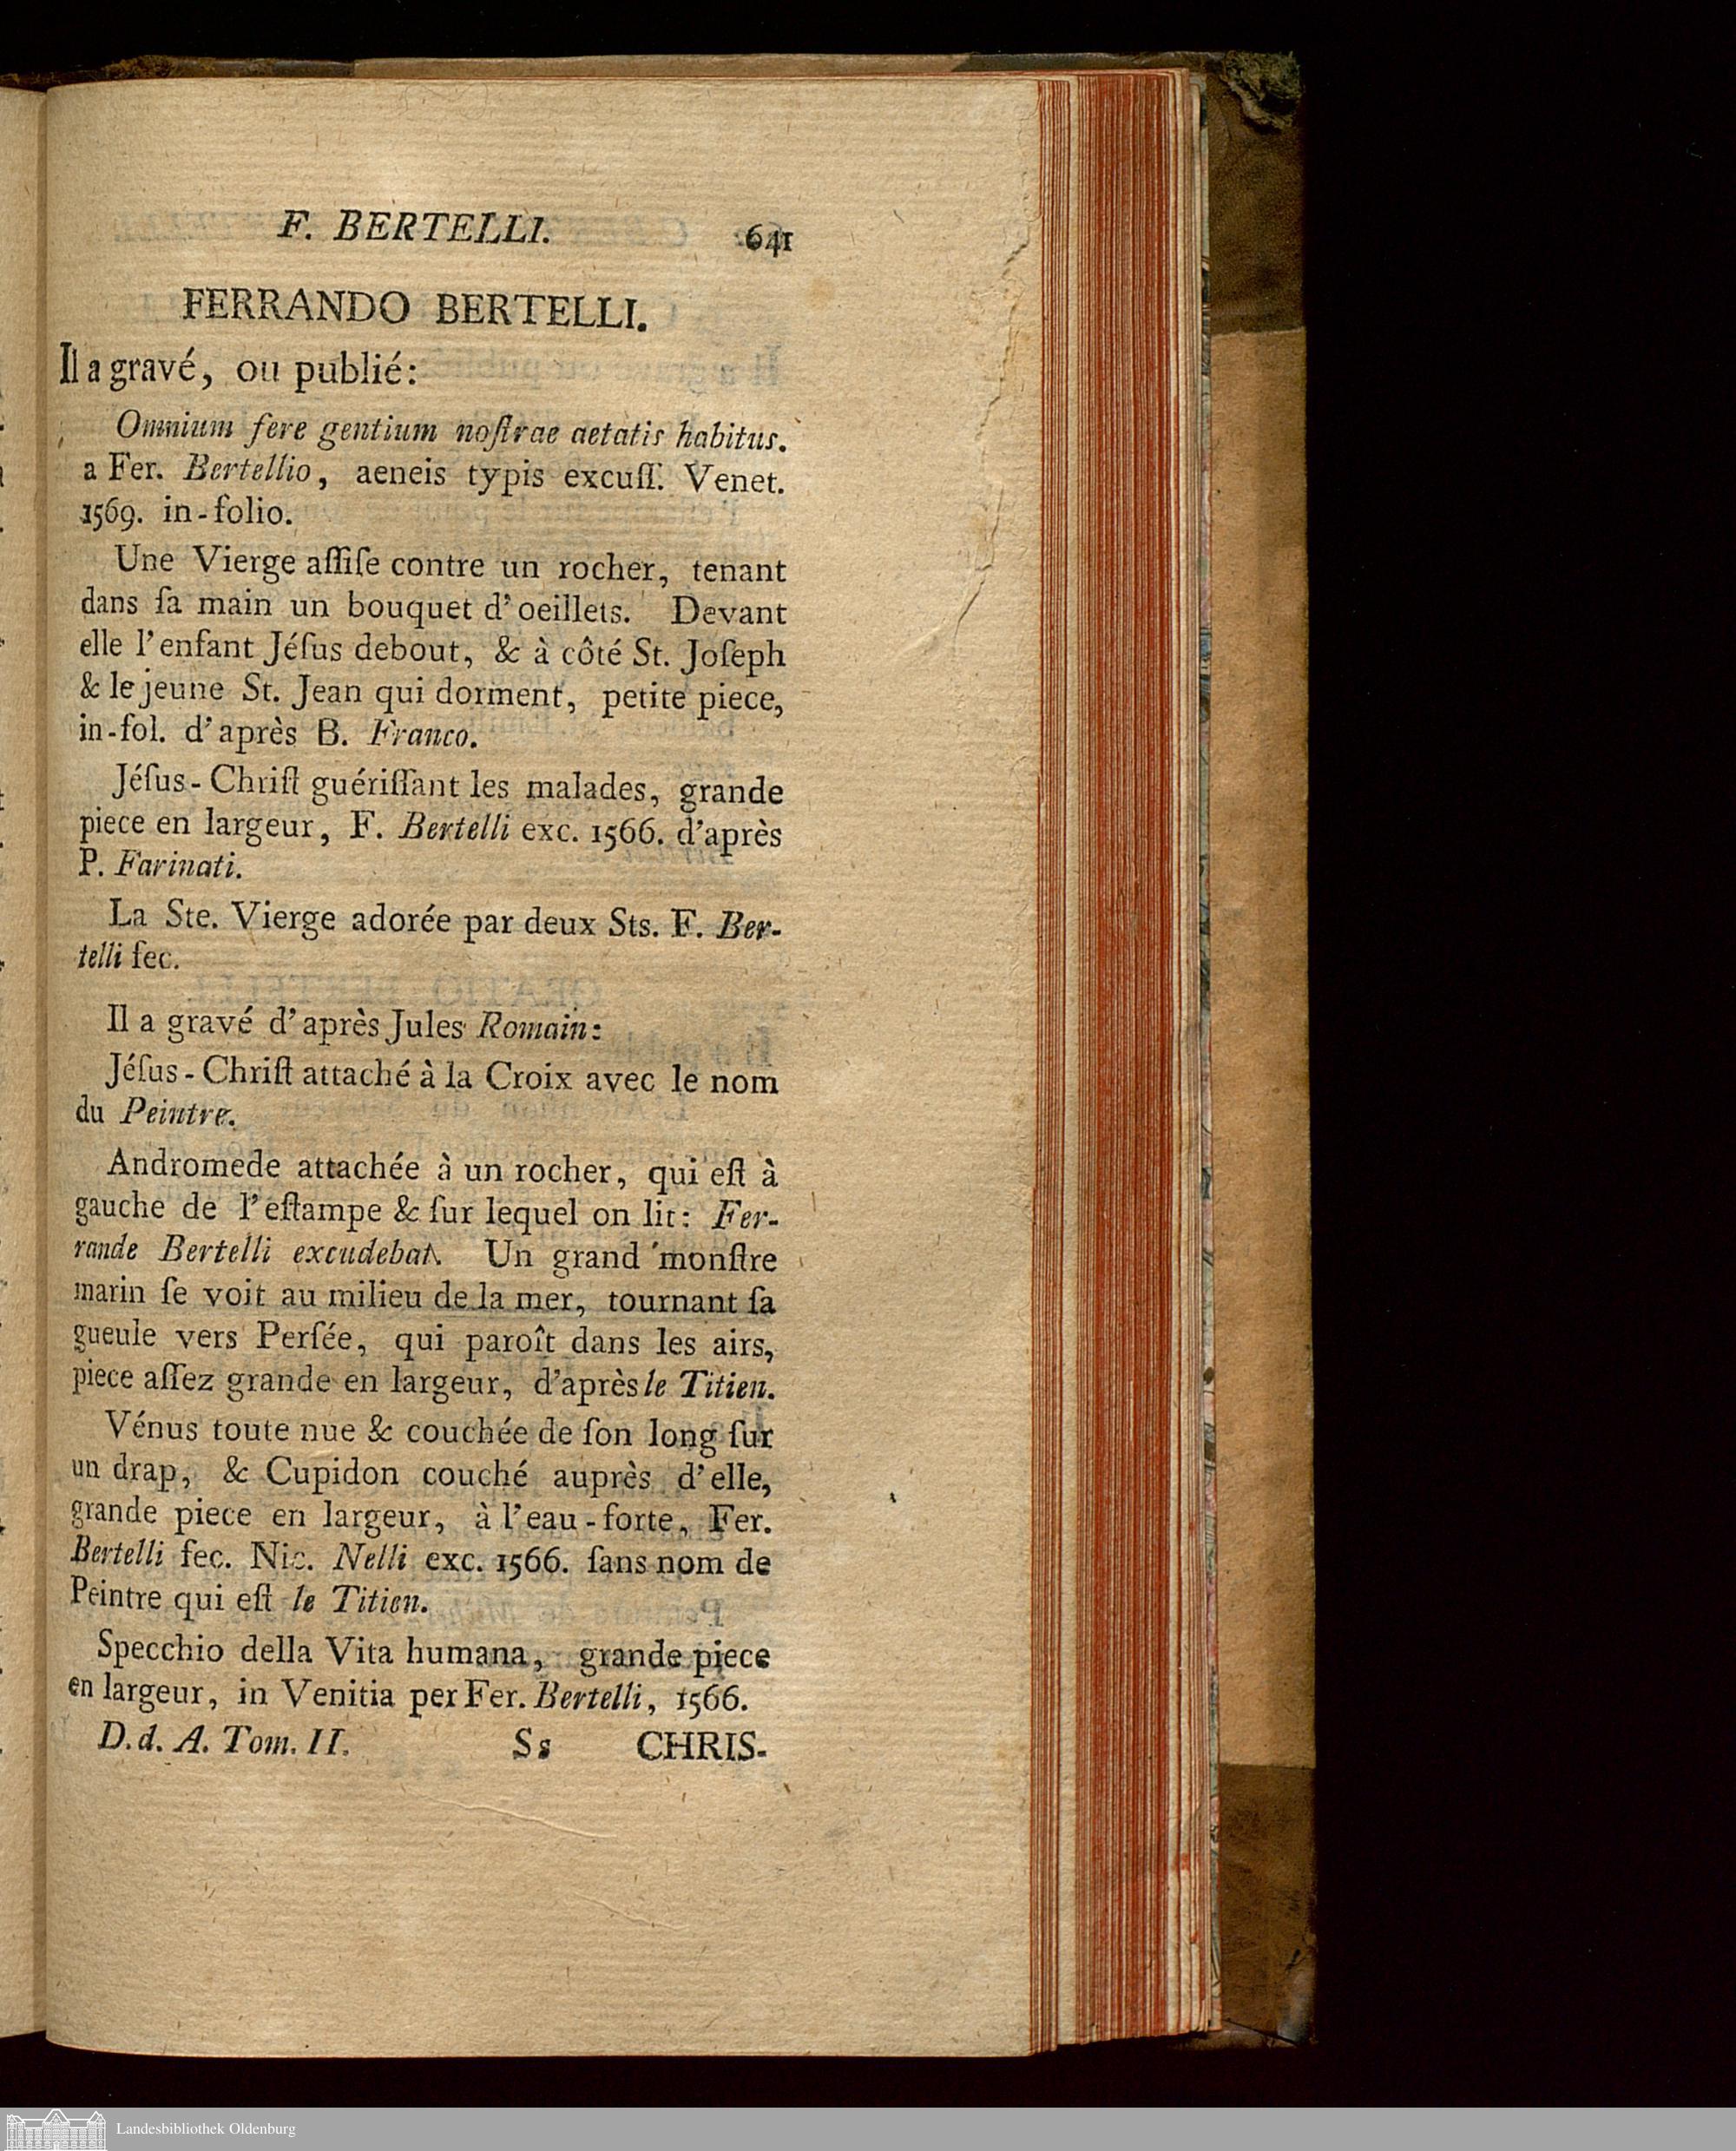 F. BERTELLI. 641
FERRANDO BERTELLI.
Il a gravé, ou publié:
Omnium fere gentium noſtrae aetatis habitus.
a Fer. Bertellio, aeneis typis excuſſ. Venet.
1569. in-folio.
Une Vierge aſſiſe contre un rocher, tenant
dans ſa main un bouquet d'oeillets. Devant
elle l'enfant Jéſus debout, & à côté St. Joſeph
& le jeune St. Jean qui dorment, petite piece,
in-fol. d'après B. Franco.
Jéſus-Chriſt guériſſant les malades, grande
piece en largeur, F. Bertelli exc. 1566. d'après
P. Farinati.
La Ste. Vierge adorée par deux Sts. F. Ber-
telli fec.
Il a gravé d'après Jules Romain:
Jéſus-Chriſt attaché à la Croix avec le nom
du Peintre.
Andromede attachée à un rocher, qui eſt à
gauche de l'eſtampe & ſur lequel on lit: Fer-
rande Bertelli excudebat. Un grand monſtre
marin ſe voit au milieu de la mer, tournant ſa
gueule vers Perſée, qui paroît dans les airs,
piece aſſez grande en largeur, d'après le Titien.
Vénus toute nue & couchée de ſon long ſur
un drap, & Cupidon couché auprès d'elle,
grande piece en largeur, à l'eau-forte, Fer.
Bertelli fec. Nic. Nelli exc. 1566. ſans nom de
Peintre qui eſt le Titien.
Specchio della Vita humana, grande piece
en largeur, in Venitia per Fer. Bertelli, 1566.
D. d. A. Tom. II. Ss CHRIS-
Landesbibliothek Oldenburg